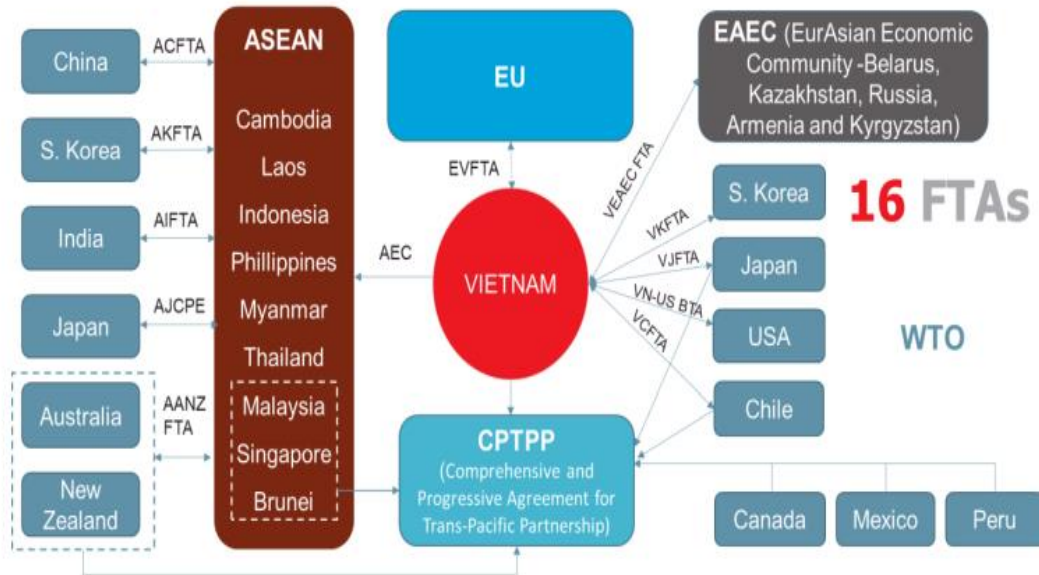 China
S. Korea
India
Japan
Australia
New
Zealand
ACFTA
AKFTA
AIFTA
AJCPE
AANZ
FTA
ASEAN
Cambodia
Laos
Indonesia
Phillippines
Myanmar
Thailand
Malaysia
Singapore
Brunei
EU
EVFTA
AEC
VIETNAM
CPTPP
(Comprehensive and
Progressive Agreement for
Trans-Pacific Partnership)
EAEC (EurAsian Economic
Community -Belarus,
Kazakhstan, Russia,
Armenia and Kyrgyzstan)
VEAEC FTA
VKFTA
VJFTA
VN-US BTA
VCFTA
S. Korea
Japan
USA
Chile
16 FTAs
WTO
Canada
Mexico
Peru